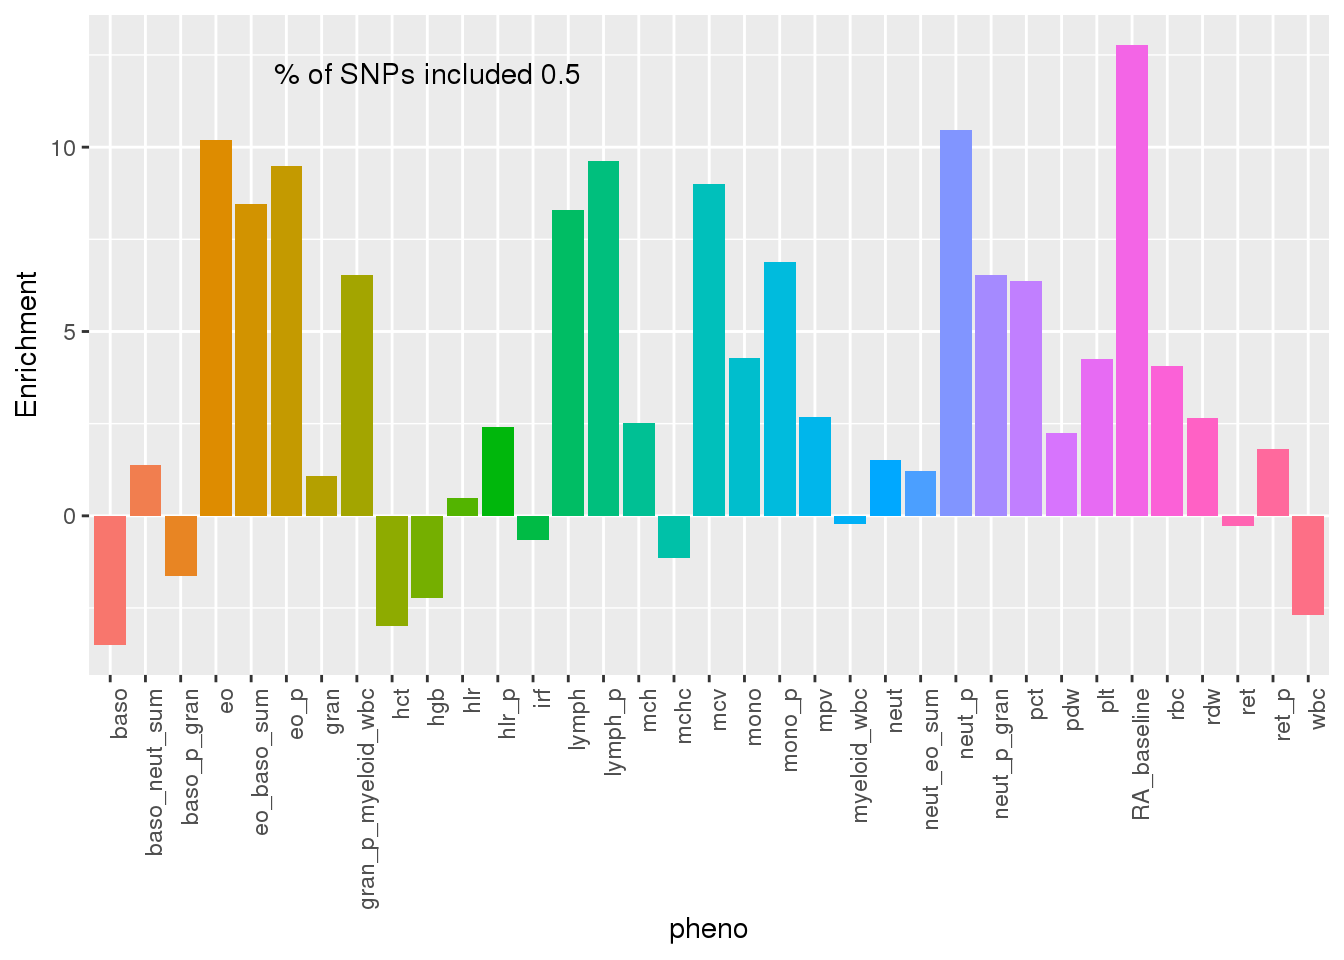 % of SNPs included 0.5
Enrichment
10
5
0
baso
baso_neut_sum
baso_p_gran
eo
eo_baso_sum
eo_p
gran
gran_p_myeloid_wbc
hct
hgb
hlr
hlr_p
irf
lymph
lymph_p
mch
mchc
mcv
mono
mono_p
mpv
myeloid_wbc
neut
neut_eo_sum
neut_p
neut_p_gran
pct
pdw
plt
RA_baseline
rbc
rdw
ret
ret_p
wbc
pheno